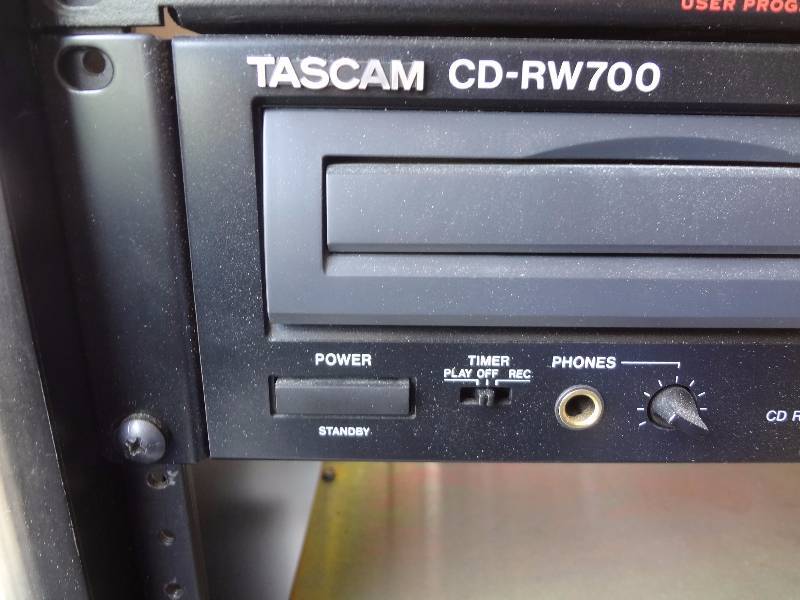 USER PROG
TASCAM CD-RW700
POWER
TIMER
PLAY OFF REC
PHONES
STANDBY
CD R